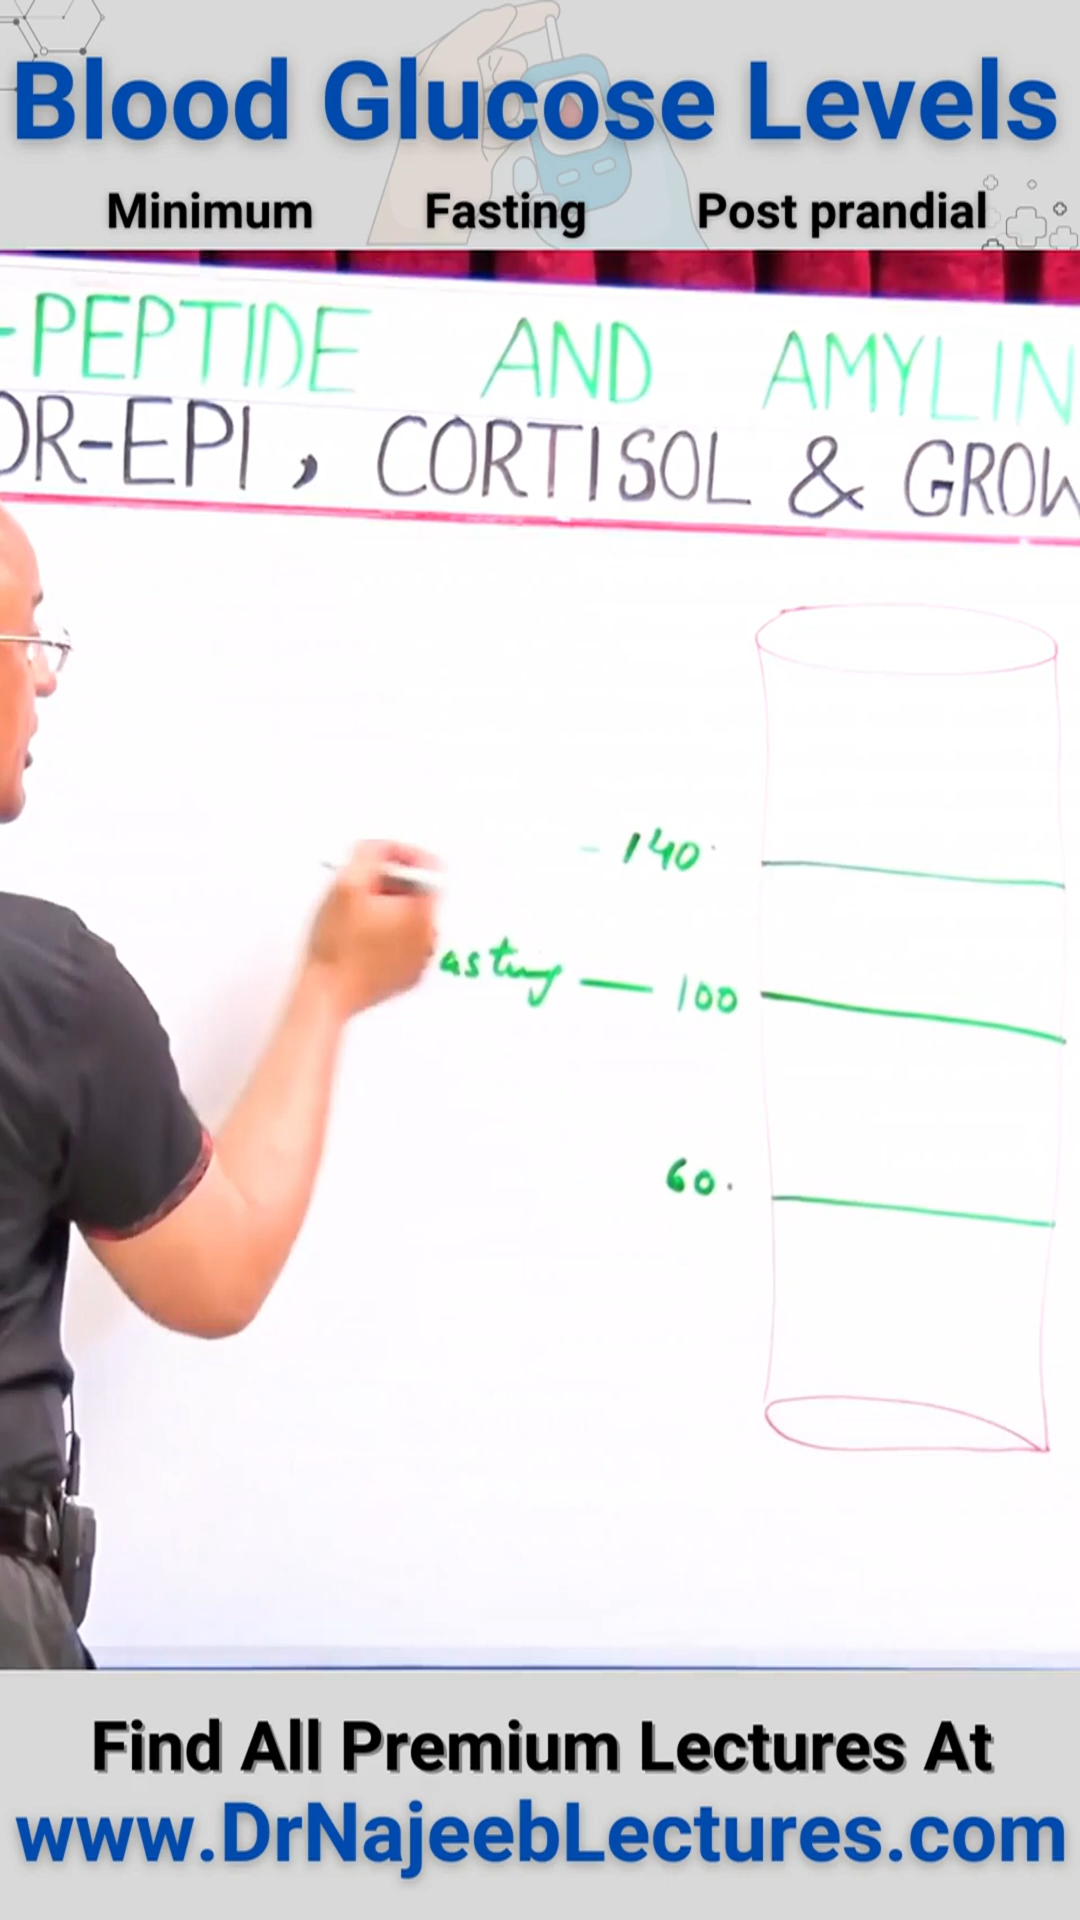 Blood Glucose Levels
Minimum Fasting Post prandial
-PEPTIDE AND AMYLIN
OR-EPI, CORTISOL & GROW
- 140
asting — 100
60
Find All Premium Lectures At
www.DrNajeebLectures.com